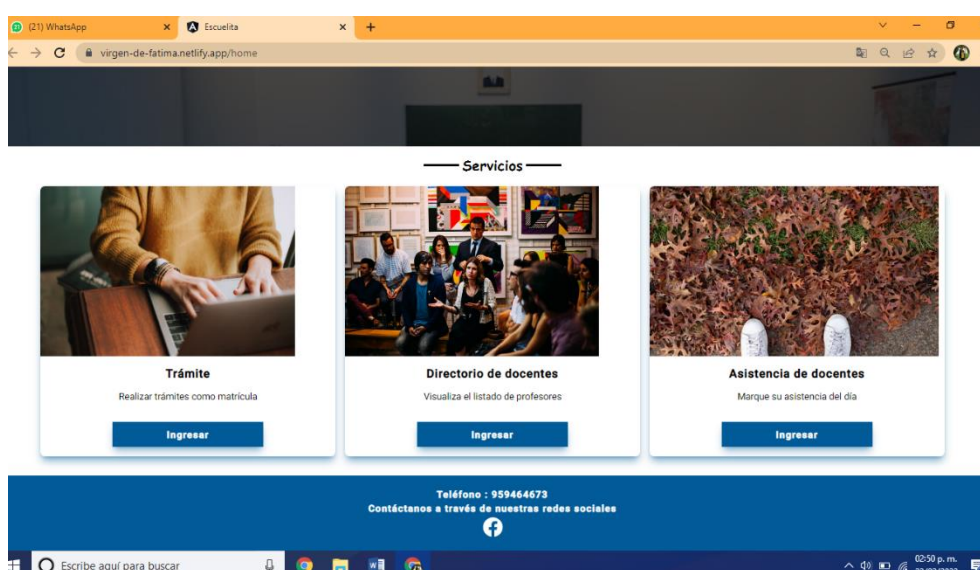 (21) WhatsApp
Escuelita
virgen-de-fatima.netlify.app/home
Servicios
Trámite
Realizar trámites como matrícula
Ingresar
Directorio de docentes
Visualiza el listado de profesores
Ingresar
Asistencia de docentes
Marque su asistencia del día
Ingresar
Teléfono : 959464673
Contáctanos a través de nuestras redes sociales
Escribe aquí para buscar
02:50 p. m.